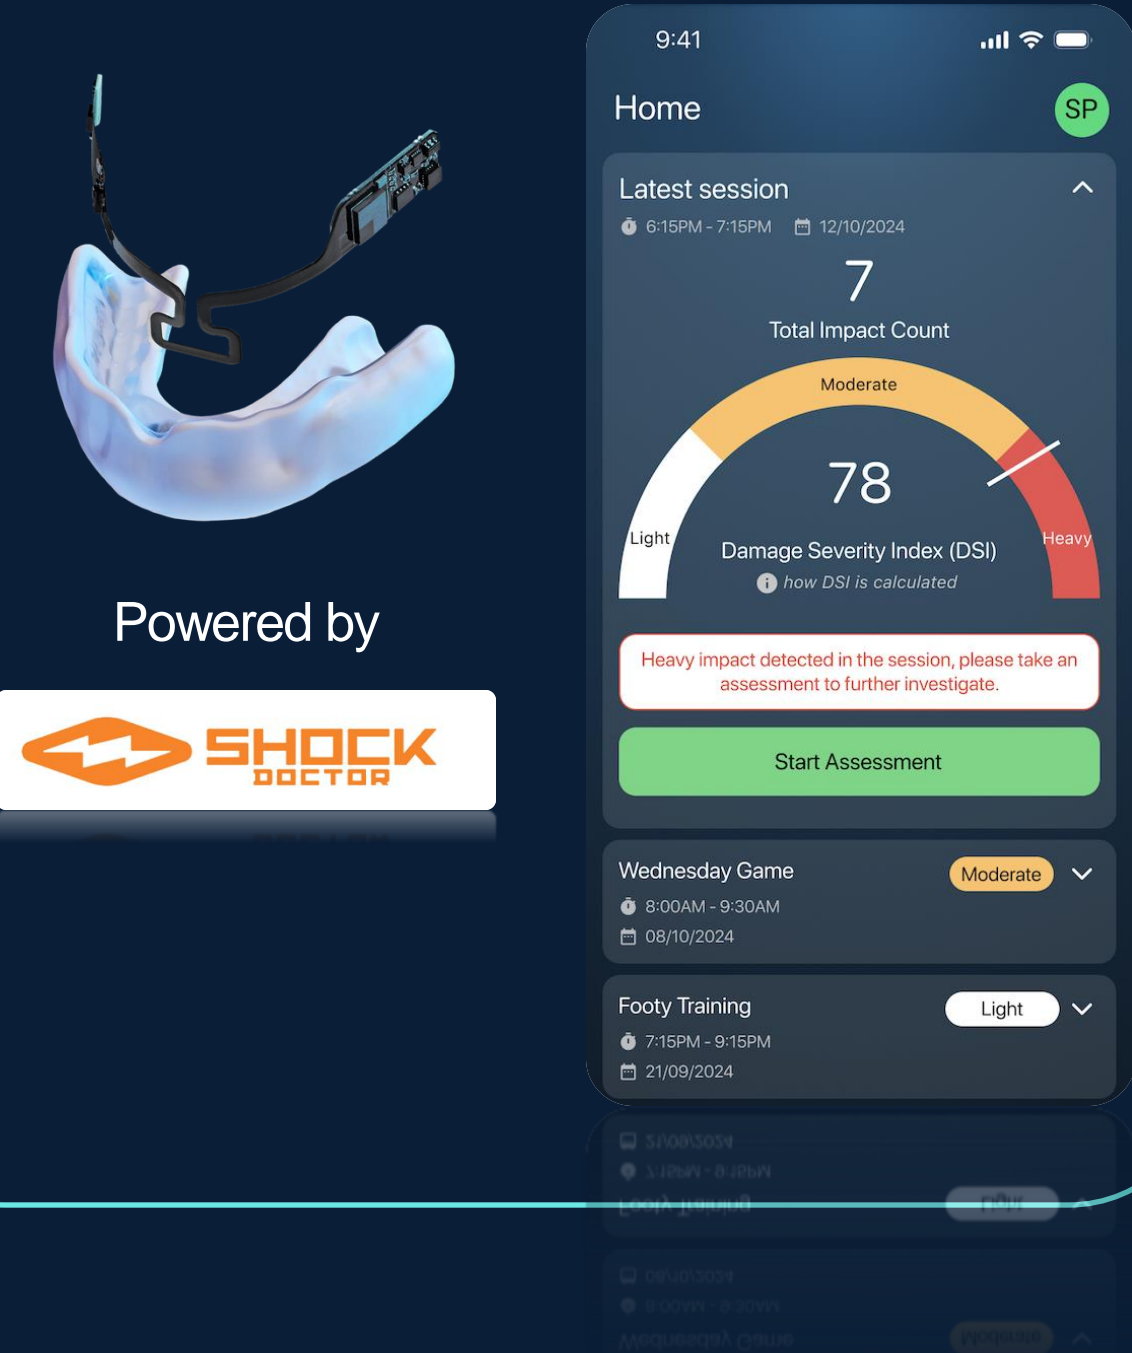 Powered by
SHOCK
DOCTOR
9:41
Home
SP
Latest session
6:15PM - 7:15PM 12/10/2024
7
Total Impact Count
Moderate
78
Light
Heavy
Damage Severity Index (DSI)
how DSI is calculated
Heavy impact detected in the session, please take an
assessment to further investigate.
Start Assessment
Wednesday Game
Moderate
8:00AM - 9:30AM
08/10/2024
Footy Training
Light
7:15PM - 9:15PM
21/09/2024